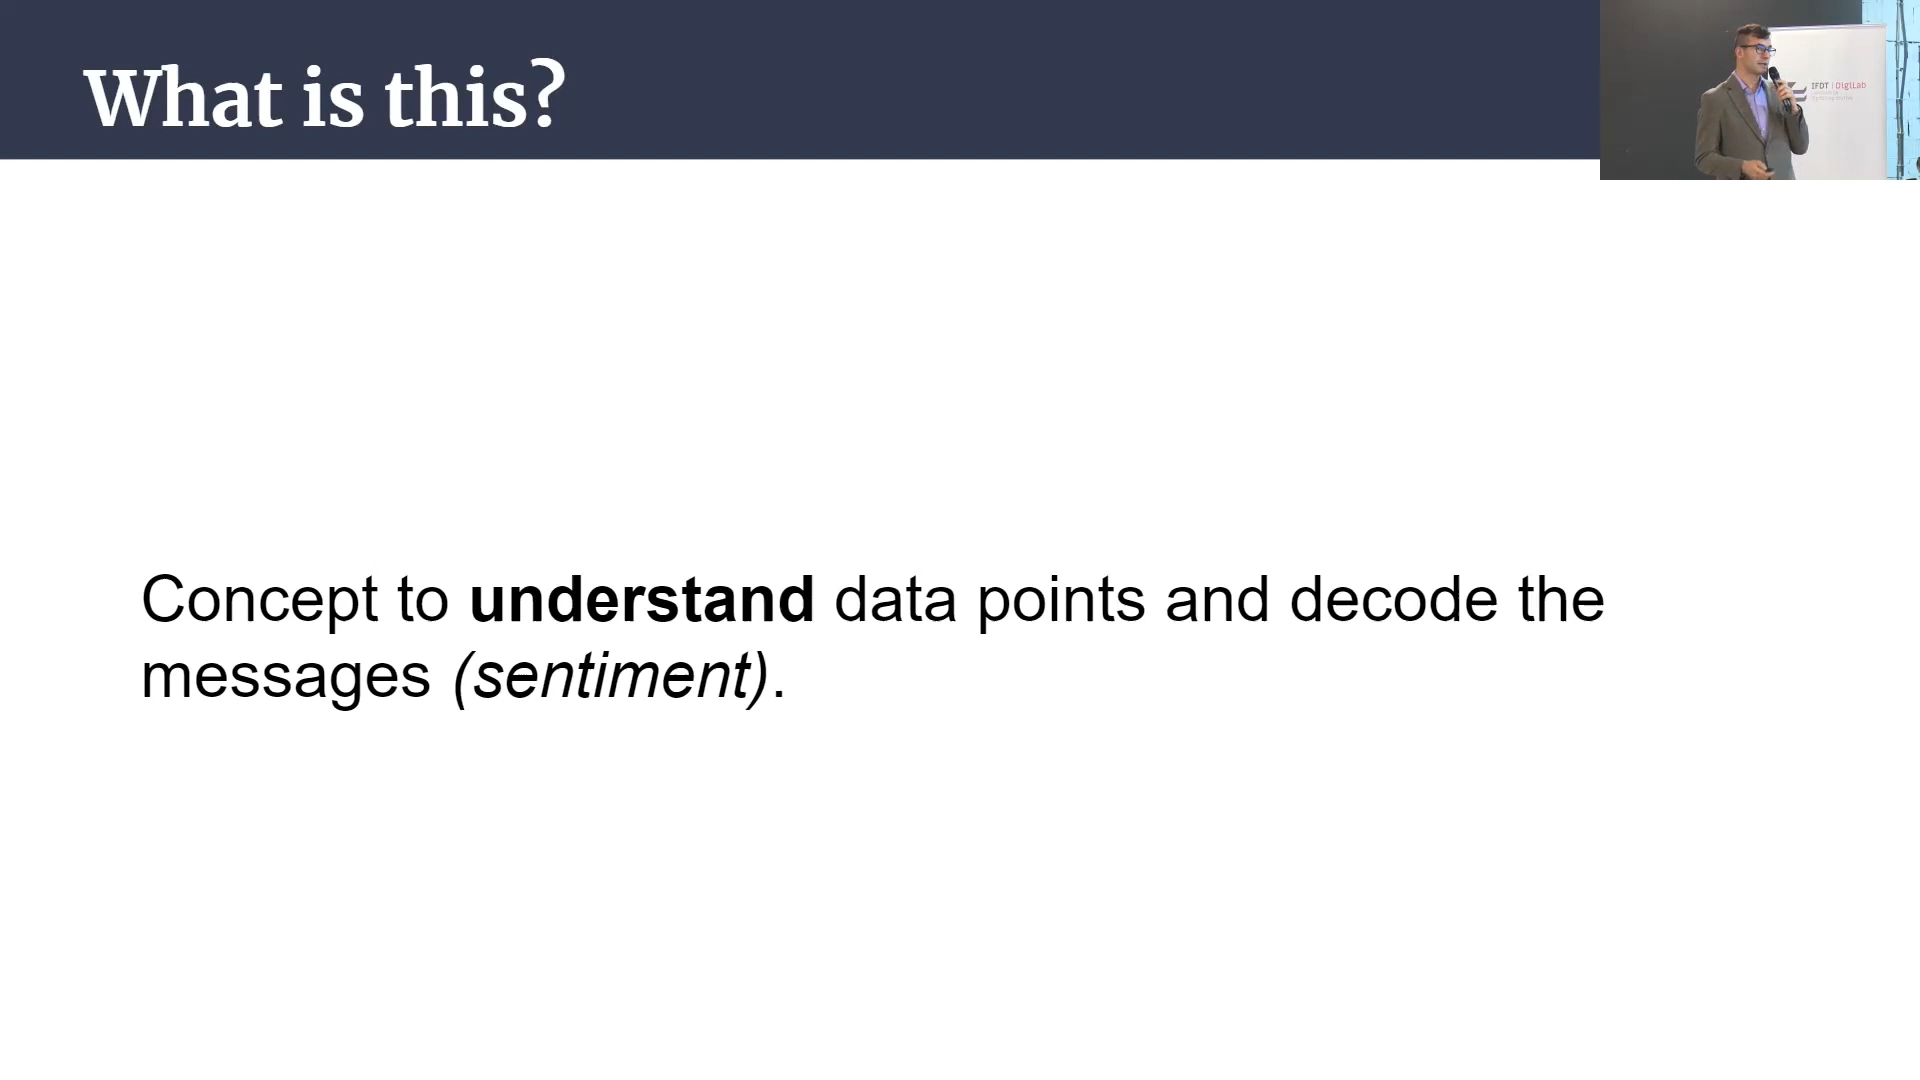 What is this?
IFDT | DigiLab
Concept to understand data points and decode the
messages (sentiment).